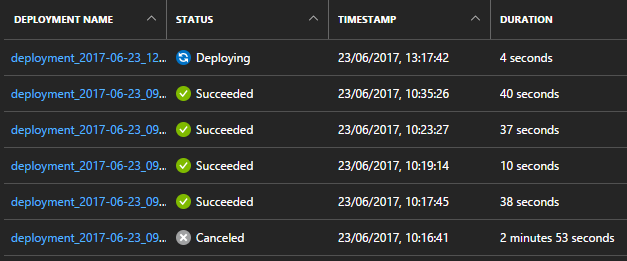 DEPLOYMENT NAME STATUS TIMESTAMP DURATION
deployment_2017-06-23_12... Deploying 23/06/2017, 13:17:42 4 seconds
deployment_2017-06-23_09... Succeeded 23/06/2017, 10:35:26 40 seconds
deployment_2017-06-23_09... Succeeded 23/06/2017, 10:23:27 37 seconds
deployment_2017-06-23_09... Succeeded 23/06/2017, 10:19:14 10 seconds
deployment_2017-06-23_09... Succeeded 23/06/2017, 10:17:45 38 seconds
deployment_2017-06-23_09... Canceled 23/06/2017, 10:16:41 2 minutes 53 seconds